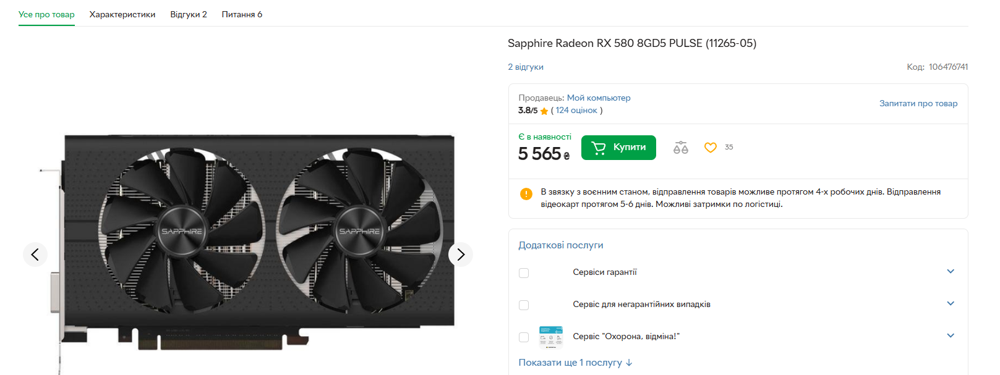 Усе про товар Характеристики Відгуки 2 Питання 6
Sapphire Radeon RX 580 8GD5 PULSE (11265-05)
2 відгуки Код: 106476741
Продавець: Мой компьютер
3.8/5 ( 124 оцінок )
Запитати про товар
Є в наявності
5 565 ₴
Купити
35
В звязку з воєнним станом, відправлення товарів можливе протягом 4-х робочих днів. Відправлення
відеокарт протягом 5-6 днів. Можливі затримки по логістиці.
Додаткові послуги
Сервіси гарантії
Сервіс для негарантійних випадків
Сервіс "Охорона, відміна!"
Показати ще 1 послугу ↓
SAPPHIRE
SAPPHIRE